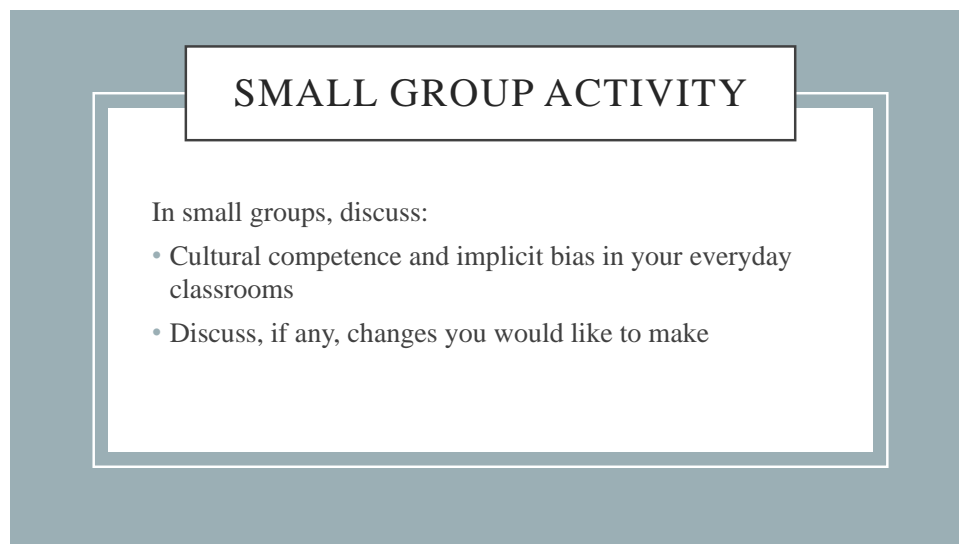 SMALL GROUP ACTIVITY
In small groups, discuss:
• Cultural competence and implicit bias in your everyday
classrooms
• Discuss, if any, changes you would like to make